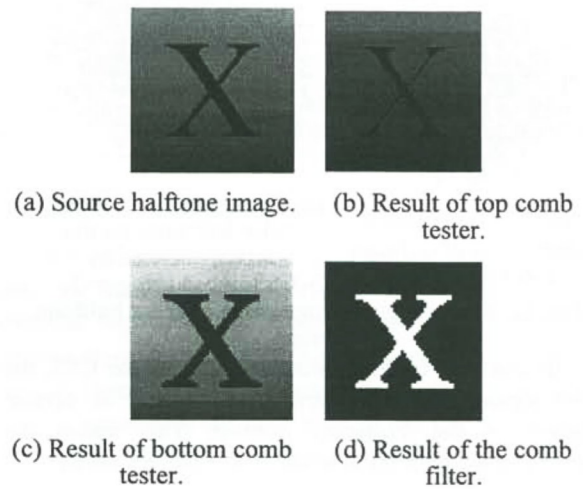 X
X
(a) Source halftone image.
(b) Result of top comb
tester.
X
X
(c) Result of bottom comb
tester.
(d) Result of the comb
filter.